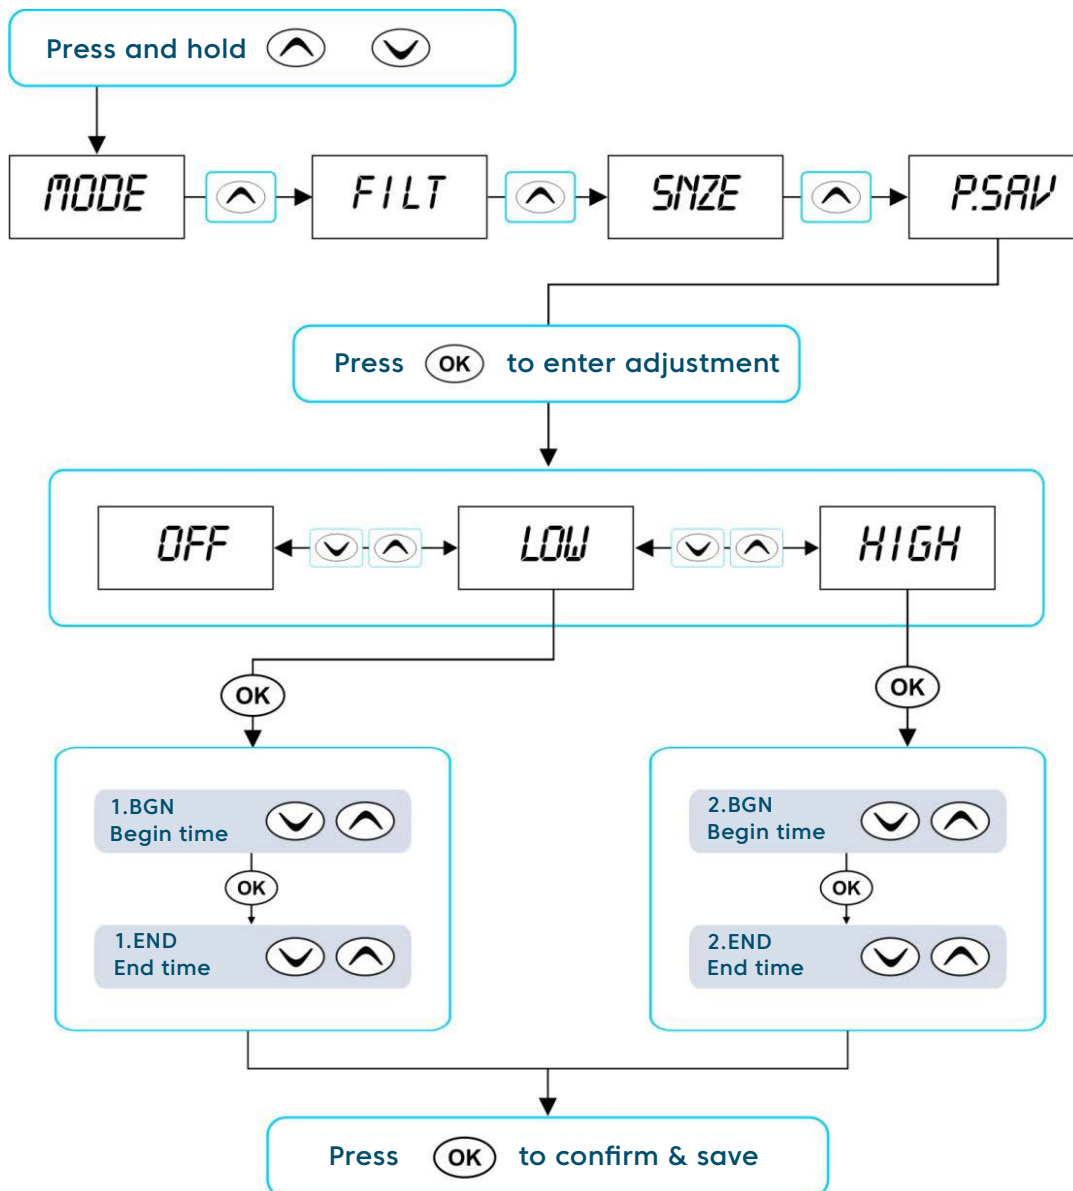 Press and hold
MODE
FILT
SNZE
P.SAV
Press OK to enter adjustment
OFF
LOW
HIGH
OK
OK
1.BGN
Begin time
OK
1.END
End time
2.BGN
Begin time
OK
2.END
End time
Press OK to confirm & save